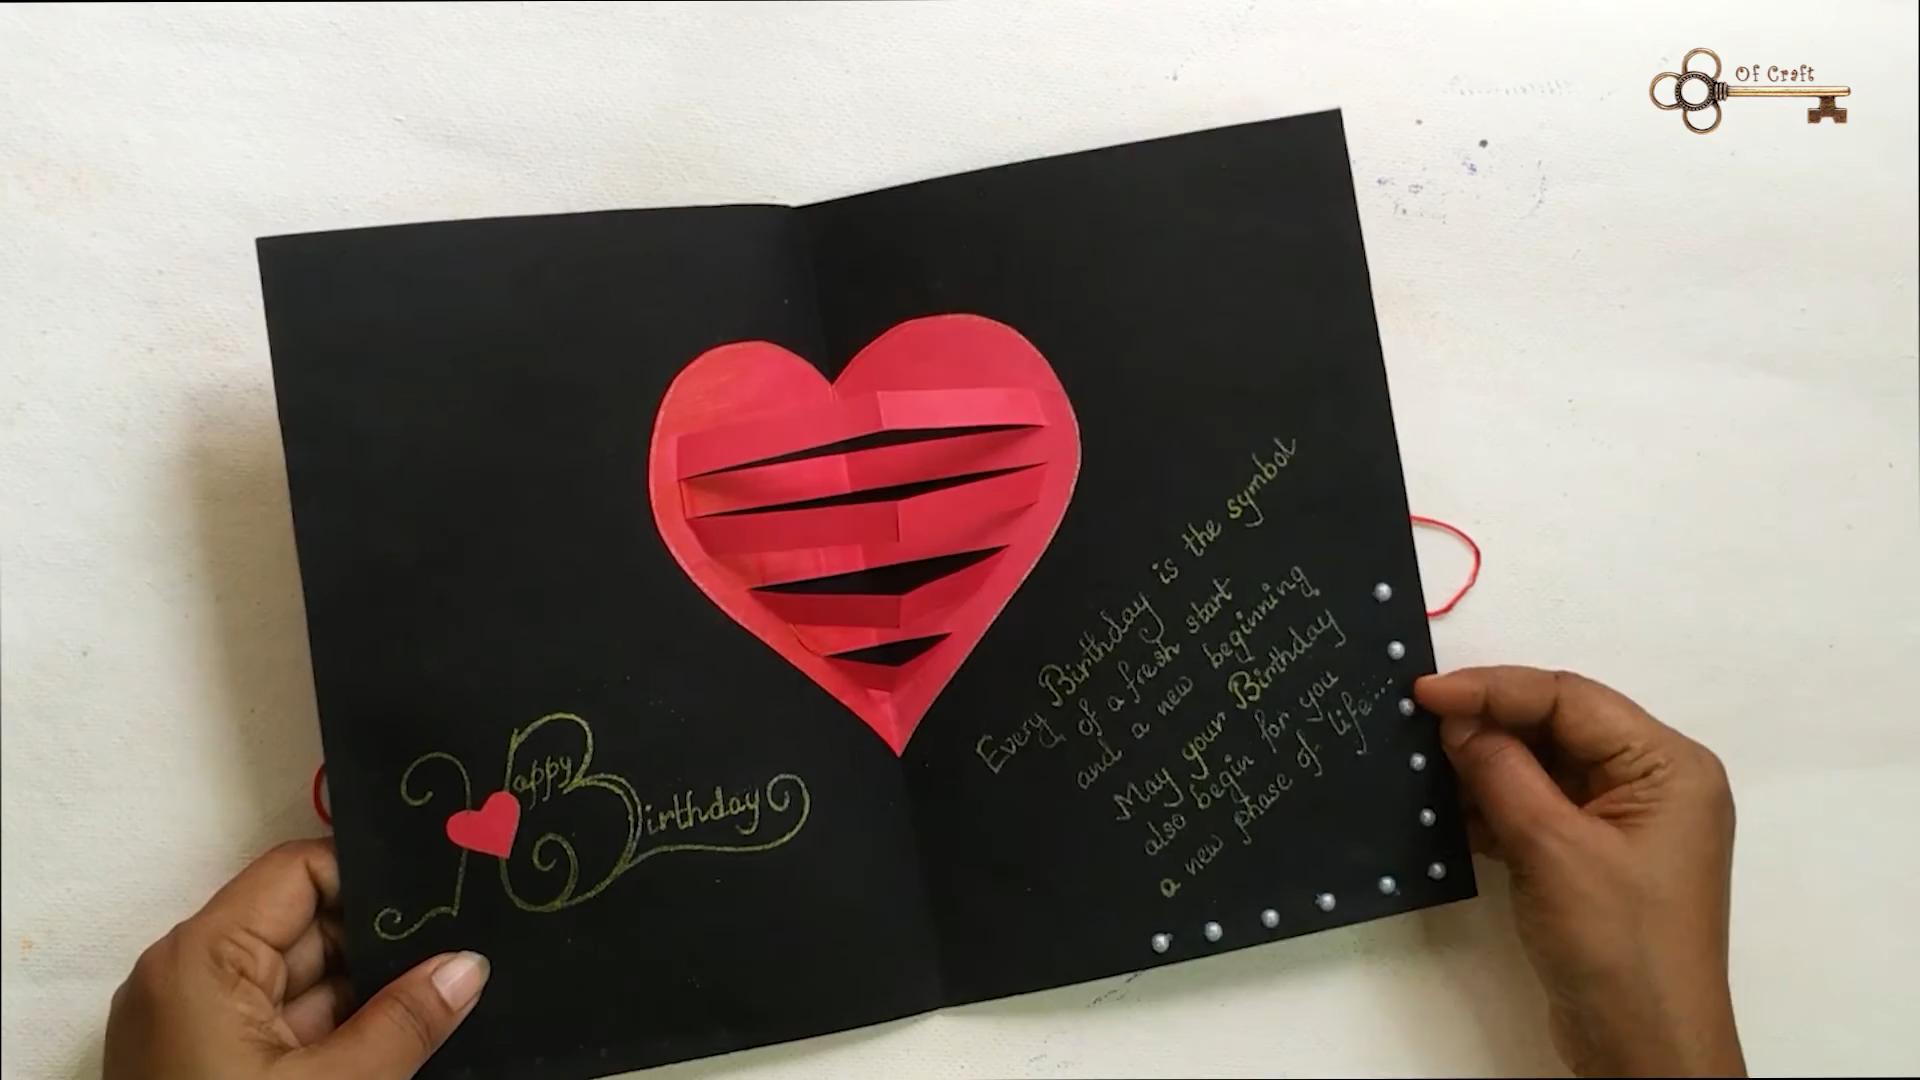 Of Craft
Happy
Birthday
Every Birthday is the symbol
of a fresh start
and a new beginning
May your Birthday
also begin for you
a new phase of life...